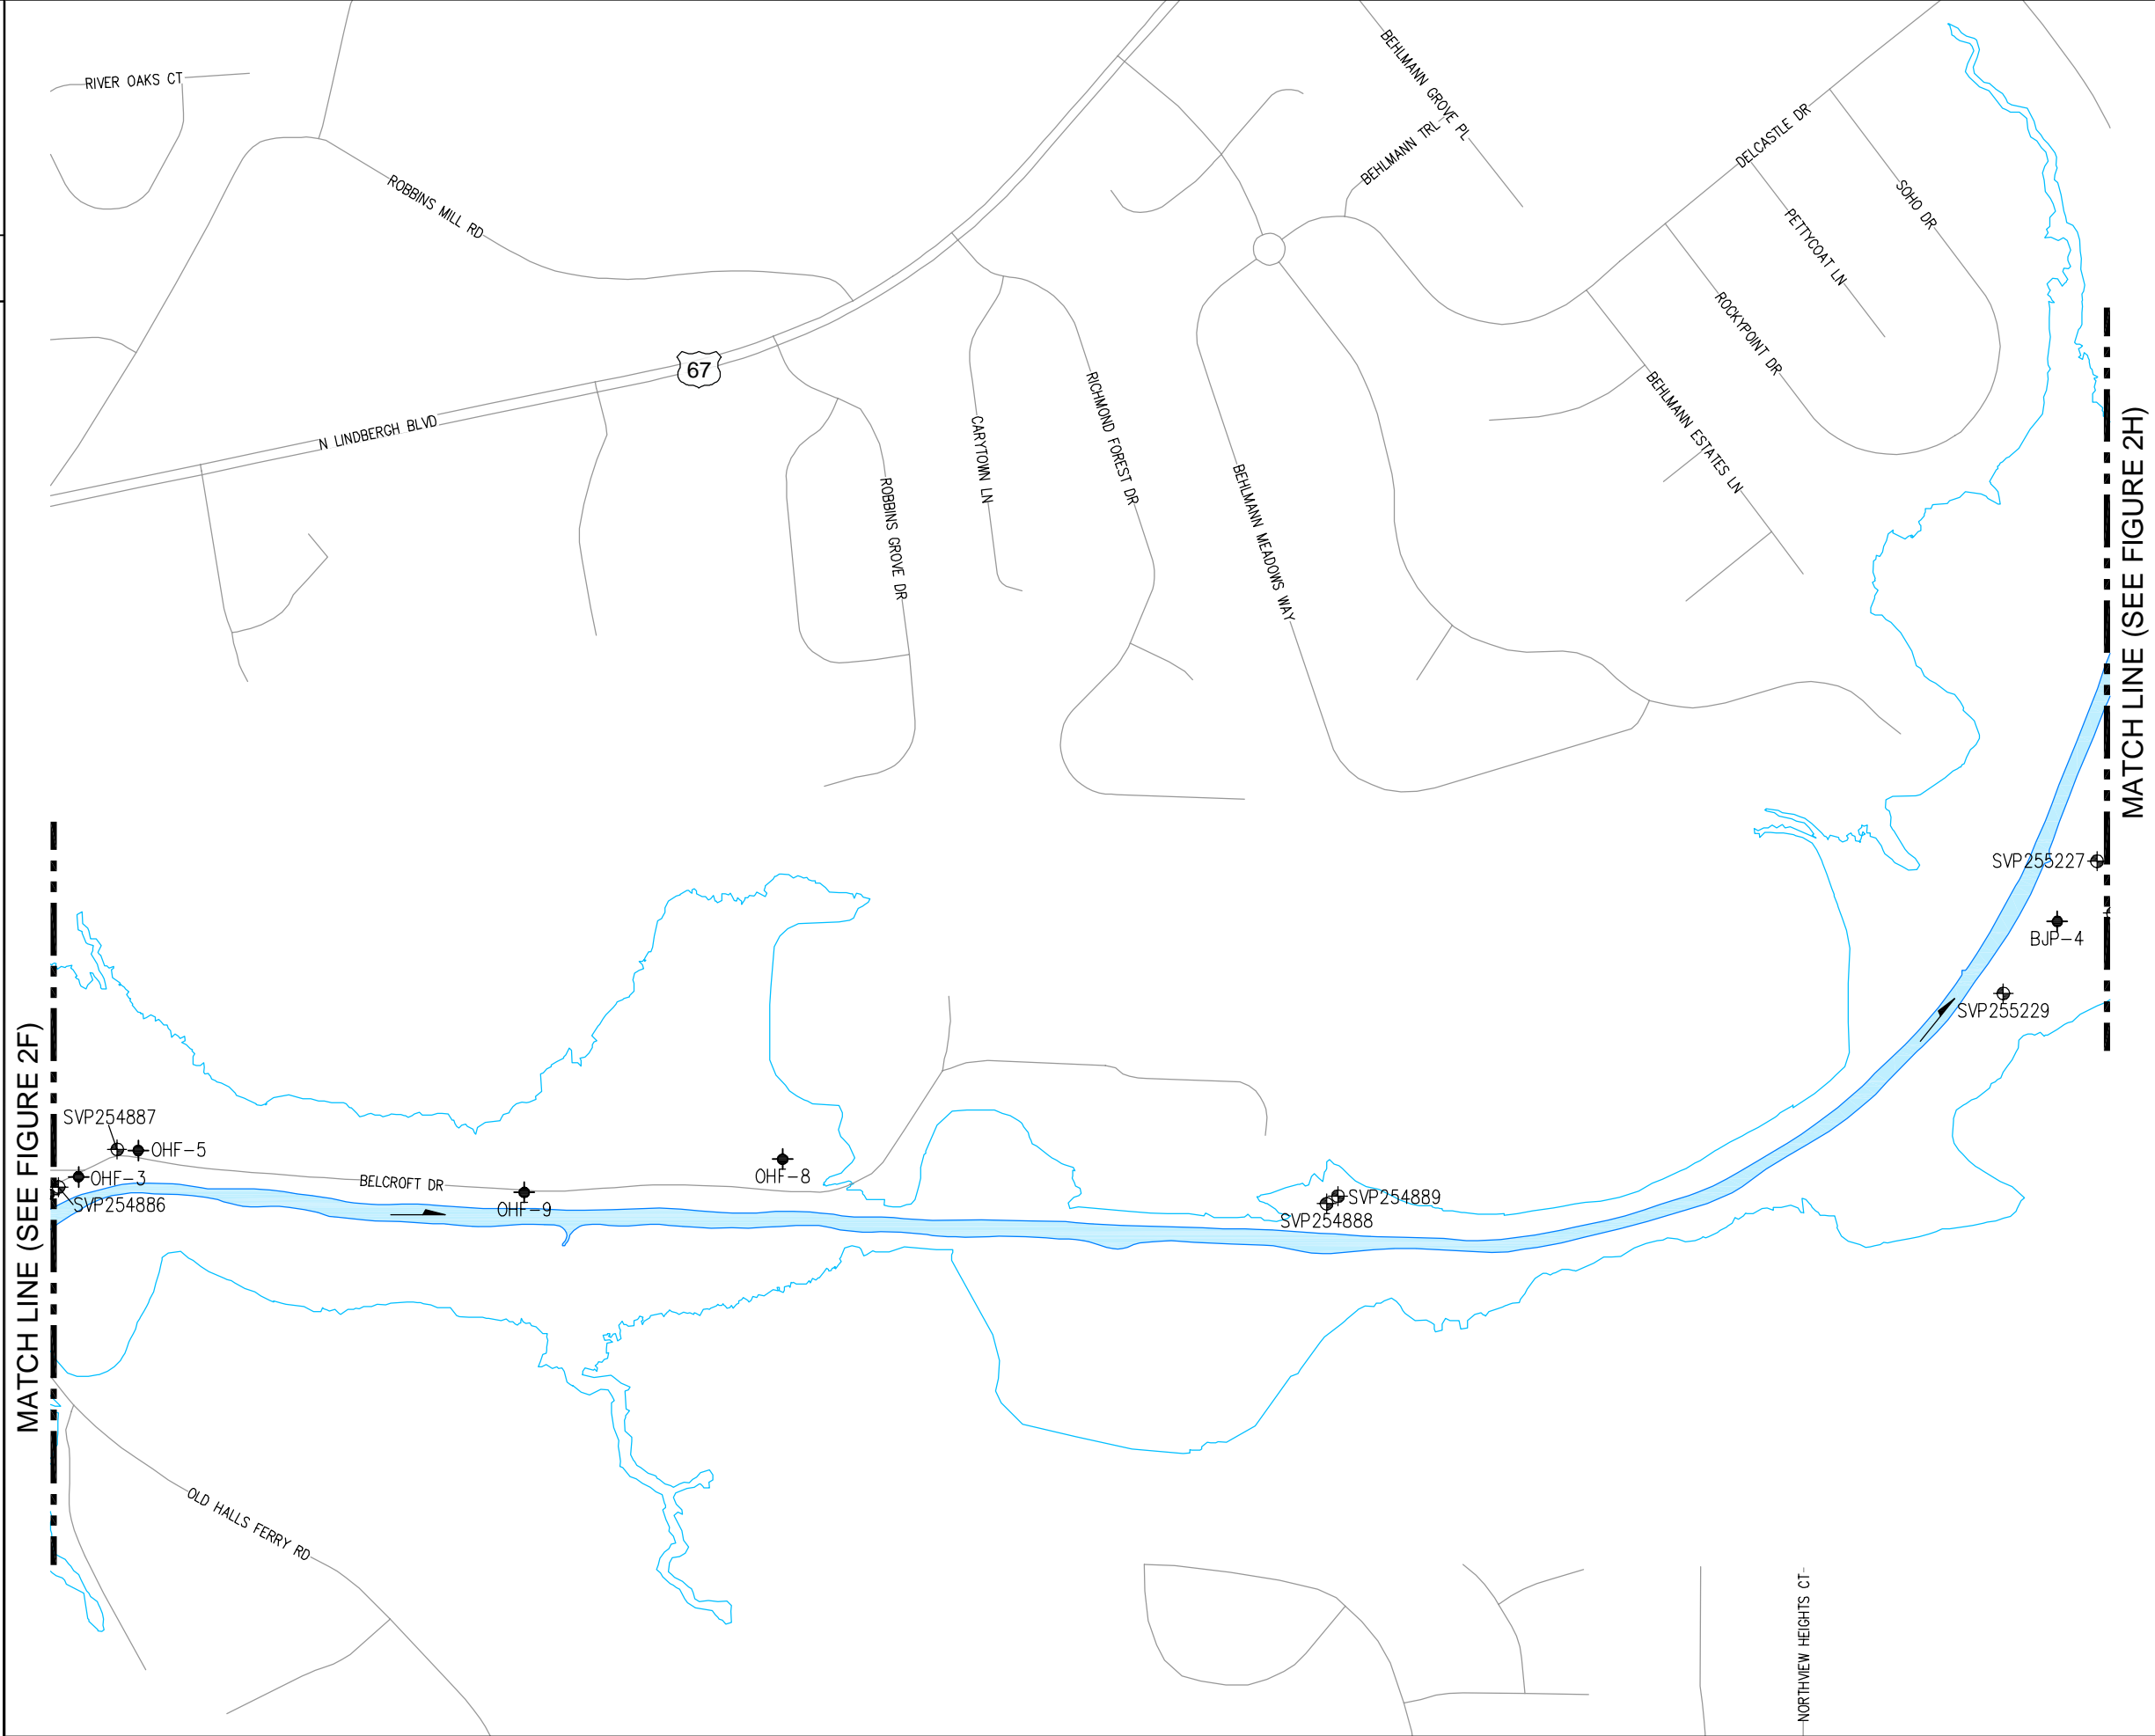 RIVER OAKS CT
ROBBINS MILL RD
BEHLMANN GROVE PL
BEHLMANN TRL
DELCASTLE DR
SOHO DR
PETTYCOAT LN
ROCKYPOINT DR
67
N LINDBERGH BLVD
CARYTOWN LN
RICHMOND FOREST DR
ROBBINS GROVE DR
BEHLMANN MEADOWS WAY
BEHLMANN ESTATES LN
MATCH LINE (SEE FIGURE 2H)
SVP255227
BJP-4
SVP255229
MATCH LINE (SEE FIGURE 2F)
SVP254887
OHF-5
OHF-3
SVP254886
BELCROFT DR
OHF-9
OHF-8
SVP254889
SVP254888
OLD HALLS FERRY RD
NORTHVIEW HEIGHTS CT